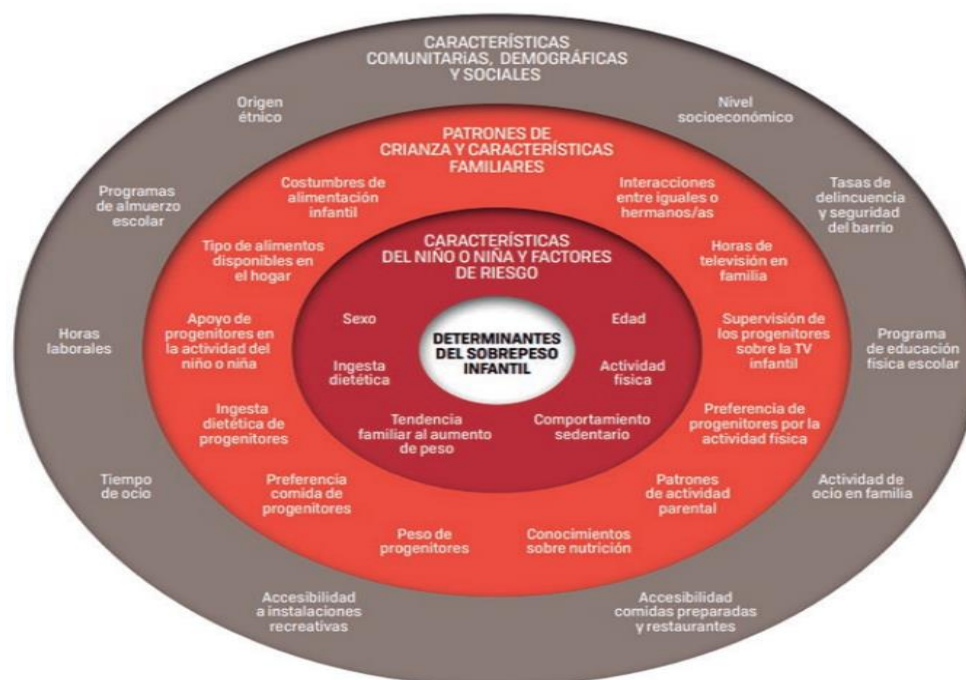 CARACTERÍSTICAS
COMUNITARIAS, DEMOGRÁFICAS
Y SOCIALES
Origen
étnico
Nivel
socioeconómico
Programas
de almuerzo
escolar
Tasas de
delincuencia
y seguridad
del barrio
Horas
laborales
Programa
de educación
física escolar
Tiempo
de ocio
Actividad de
ocio en familia
Accesibilidad
a instalaciones
recreativas
Accesibilidad
comidas preparadas
y restaurantes
PATRONES DE
CRIANZA Y CARACTERÍSTICAS
FAMILIARES
Costumbres de
alimentación
infantil
Interacciones
entre iguales o
hermanos/as
Tipo de alimentos
disponibles en
el hogar
Horas de
televisión en
familia
Apoyo de
progenitores en
la actividad del
niño o niña
Supervisión de
los progenitores
sobre la TV
infantil
Ingesta
dietética de
progenitores
Preferencia de
progenitores por la
actividad física
Preferencia
comida de
progenitores
Patrones
de actividad
parental
Peso de
progenitores
Conocimientos
sobre nutrición
CARACTERÍSTICAS
DEL NIÑO O NIÑA Y FACTORES
DE RIESGO
Sexo
Edad
Ingesta
dietética
Actividad
física
Tendencia
familiar al aumento
de peso
Comportamiento
sedentario
DETERMINANTES
DEL SOBREPESO
INFANTIL